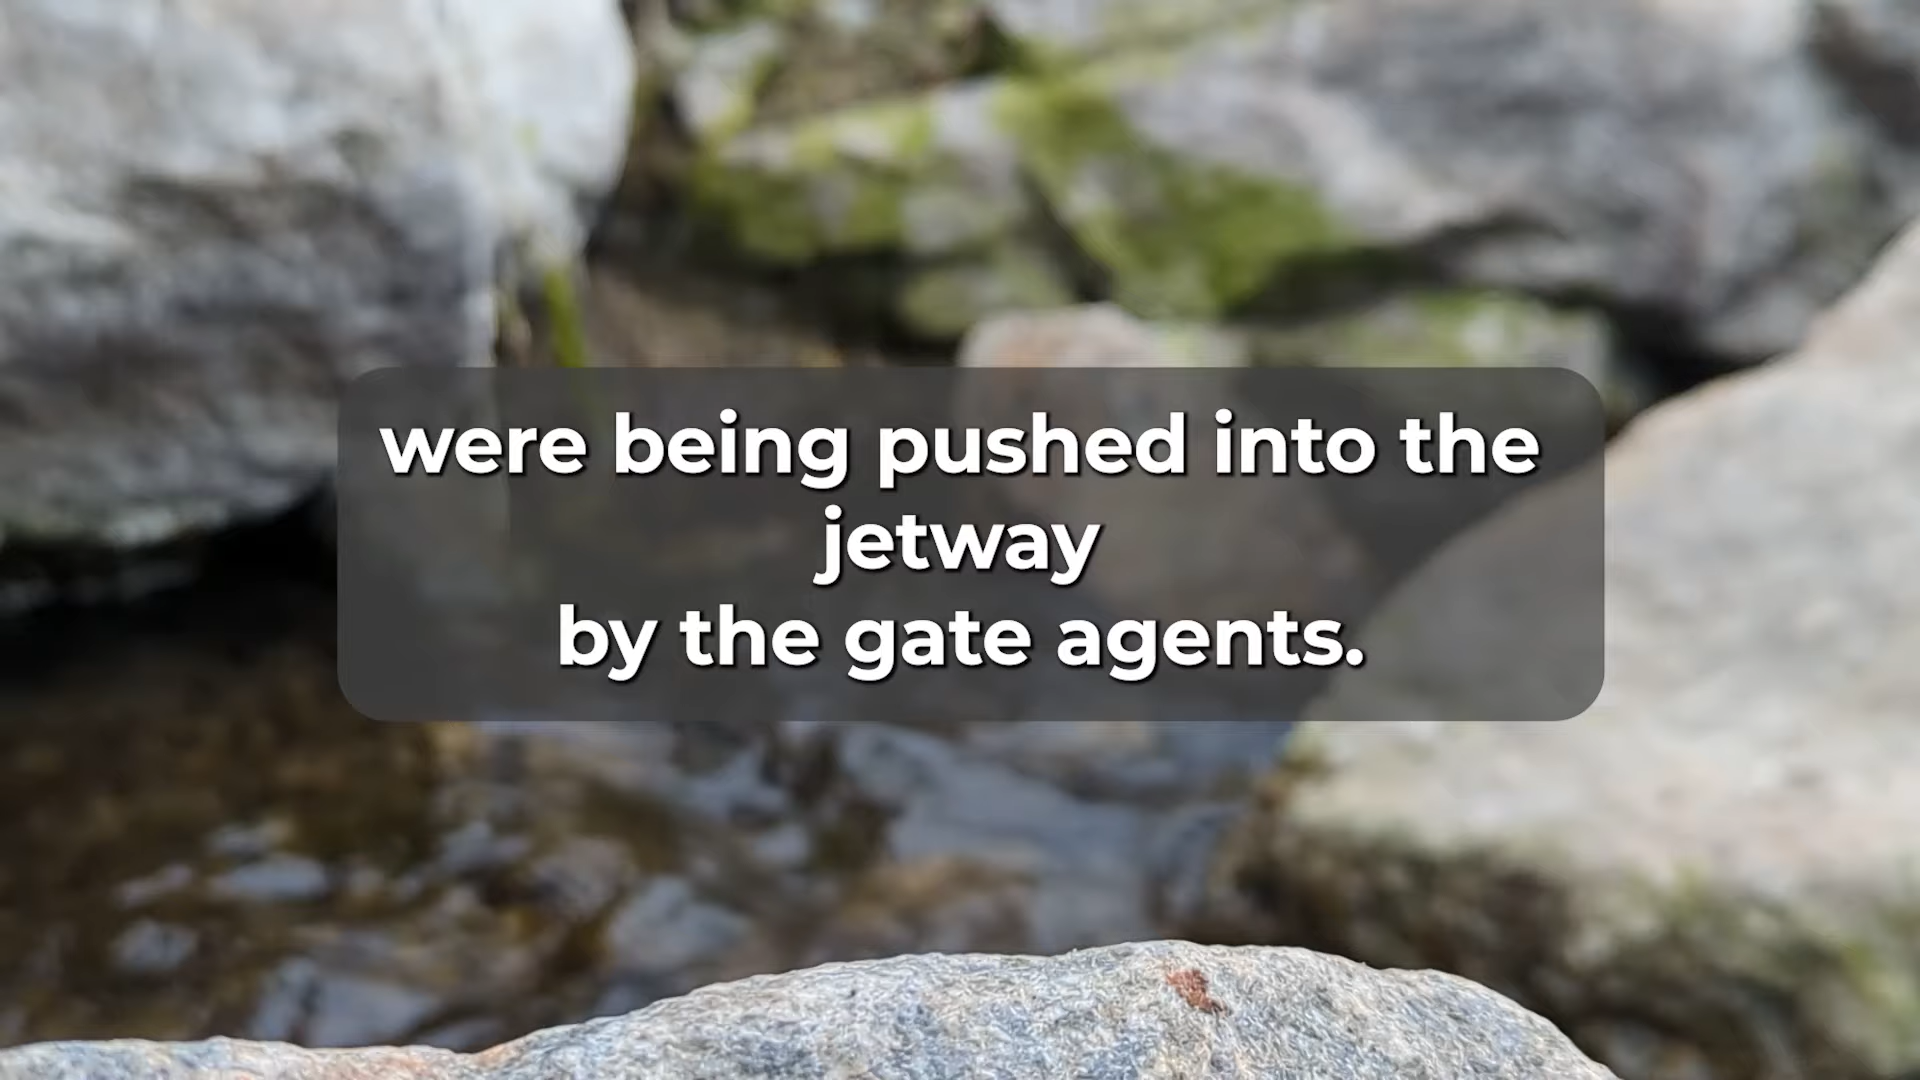 were being pushed into the
jetway
by the gate agents.